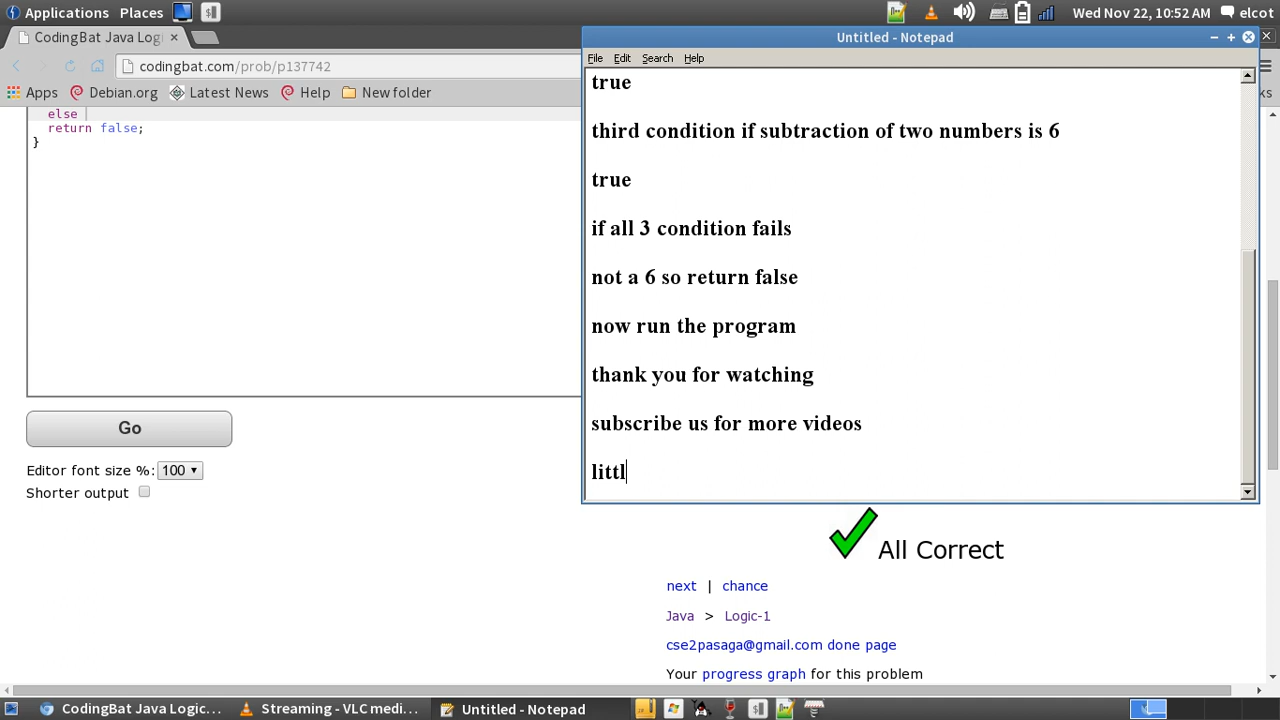 Applications Places
Wed Nov 22, 10:52 AM elcot
CodingBat Java Logi
codingbat.com/prob/p137742
Apps Debian.org Latest News Help New folder
else
return false;
}
Go
Editor font size %: 100
Shorter output
Untitled - Notepad
File Edit Search Help
true
third condition if subtraction of two numbers is 6
true
if all 3 condition fails
not a 6 so return false
now run the program
thank you for watching
subscribe us for more videos
littl
All Correct
next | chance
Java > Logic-1
cse2pasaga@gmail.com done page
Your progress graph for this problem
CodingBat Java Logic... Streaming - VLC medi... Untitled - Notepad